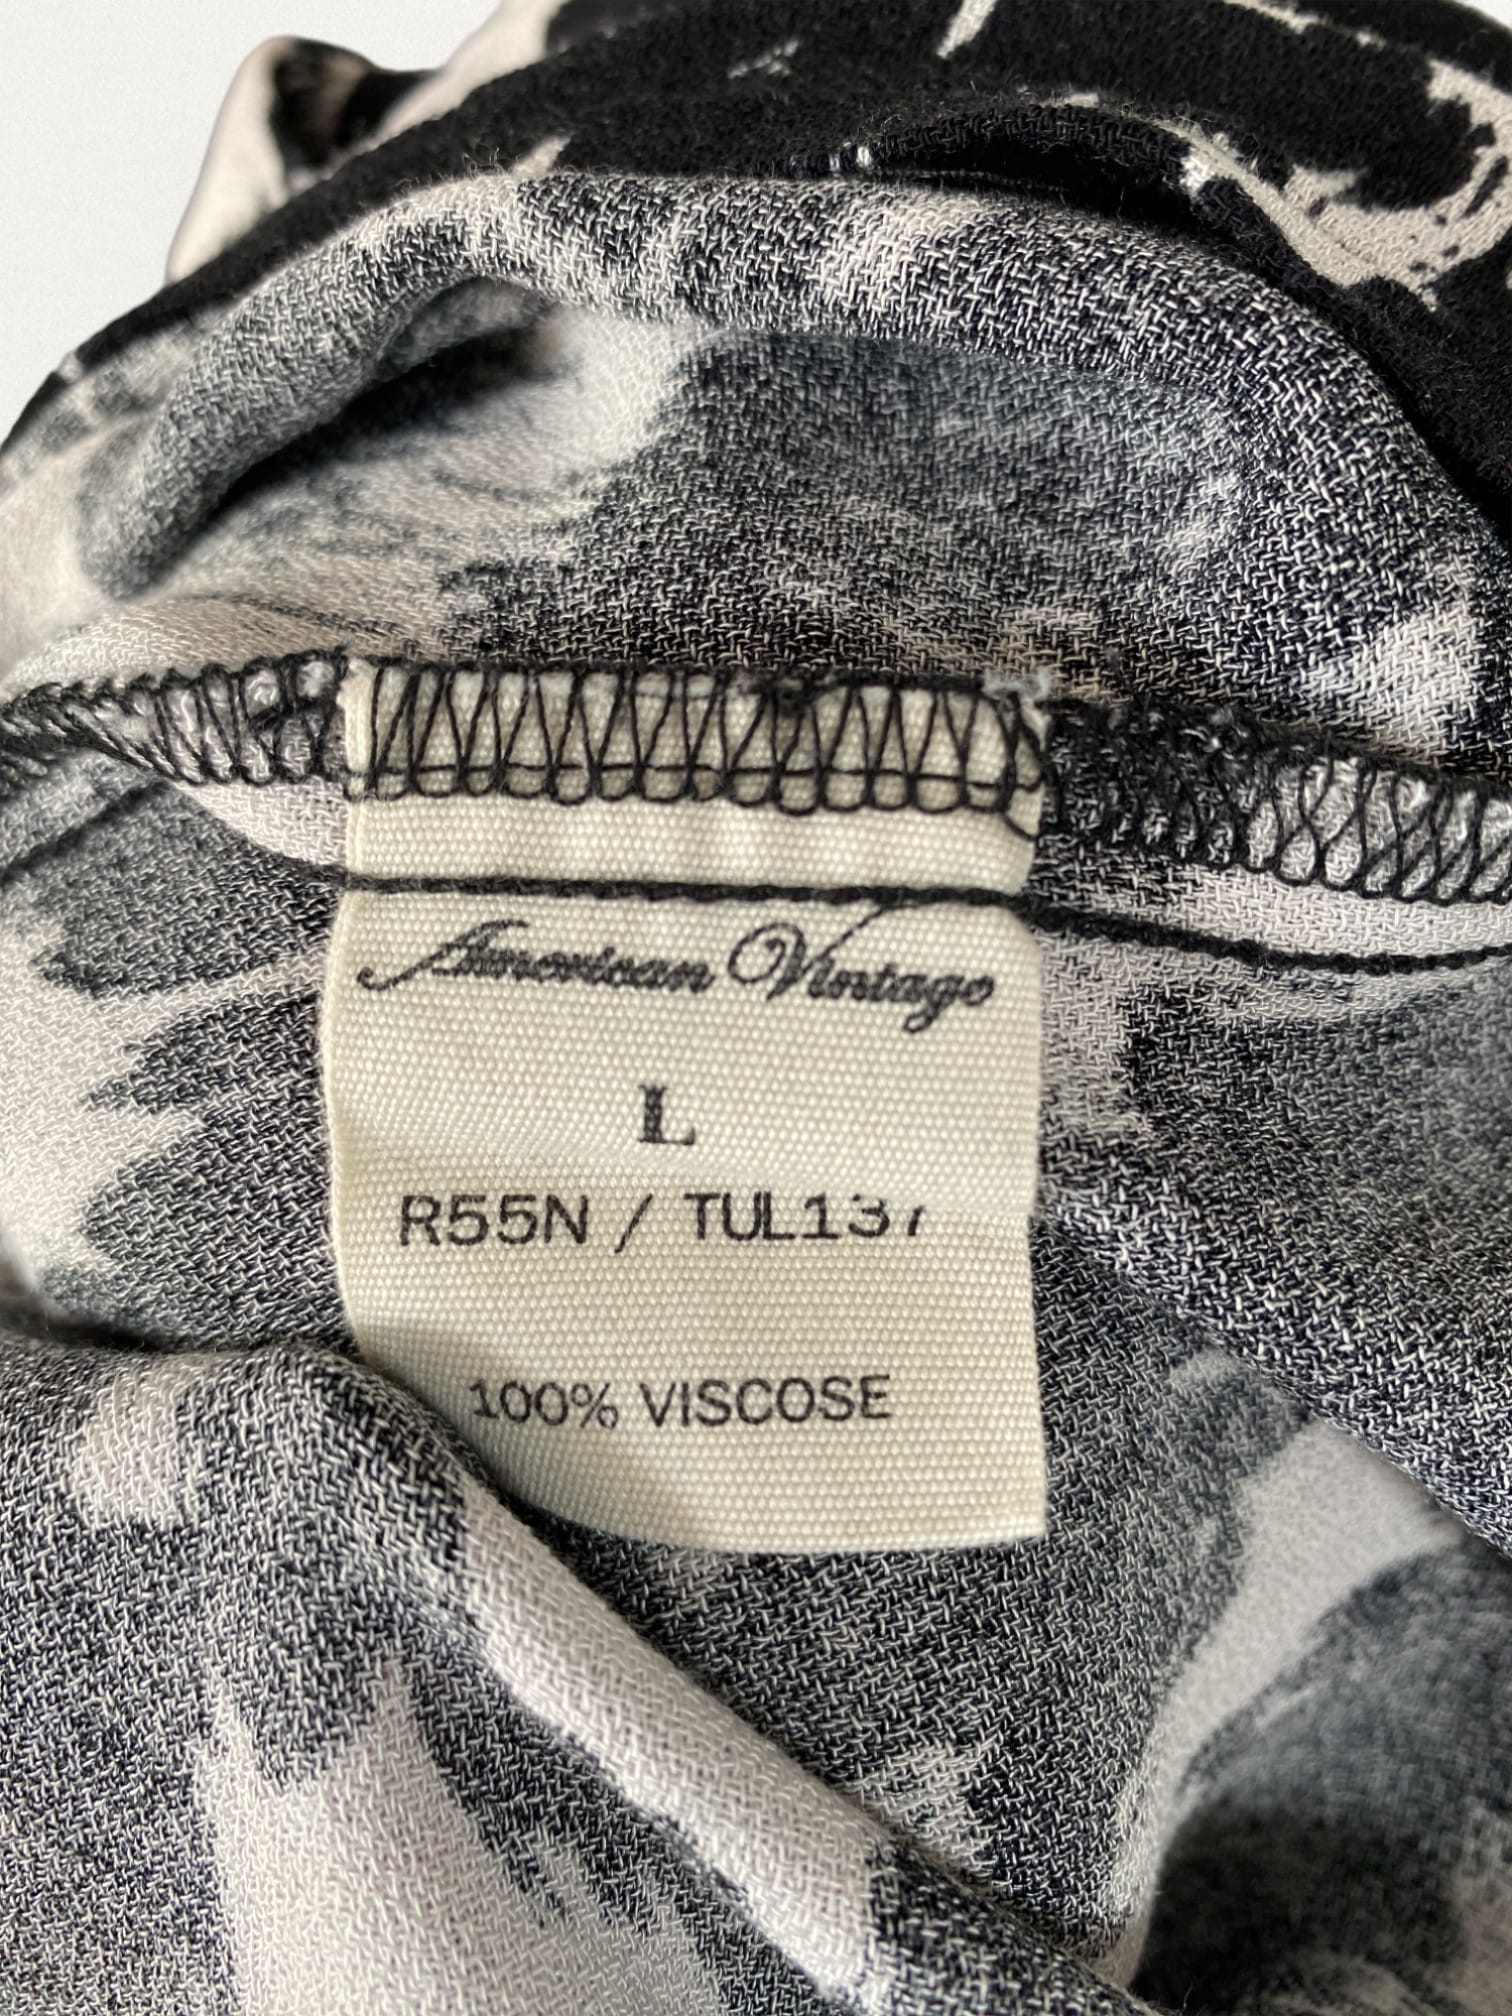 American Vintage
L
R55N / TUL137
100% VISCOSE